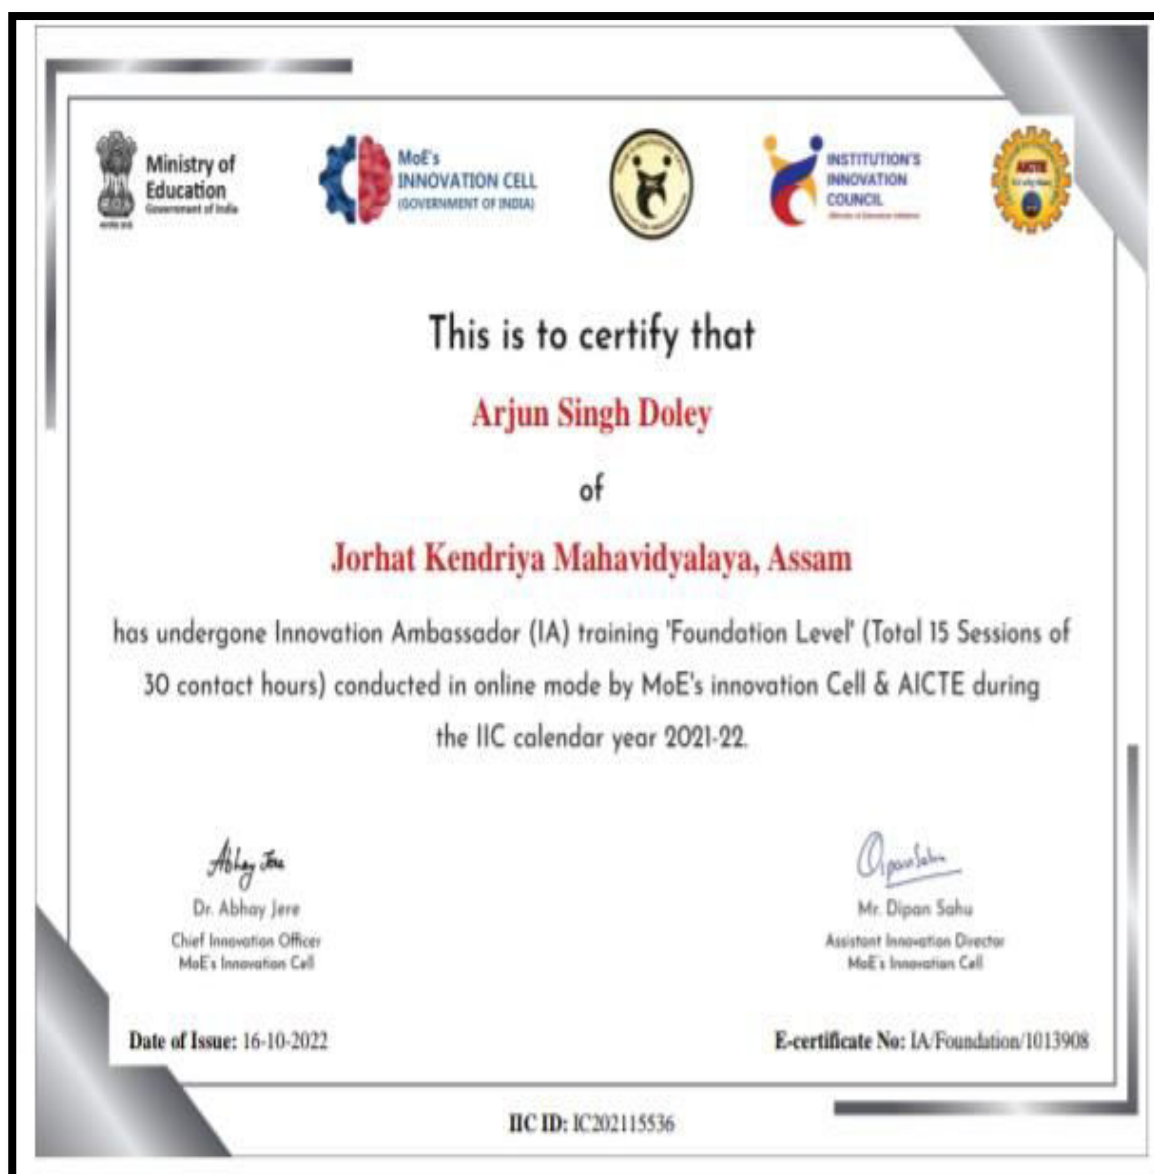 Ministry of
Education
Government of India
MoE's
INNOVATION CELL
(GOVERNMENT OF INDIA)
INSTITUTION'S
INNOVATION
COUNCIL
AICTE
This is to certify that
Arjun Singh Doley
of
Jorhat Kendriya Mahavidyalaya, Assam
has undergone Innovation Ambassador (IA) training 'Foundation Level' (Total 15 Sessions of
30 contact hours) conducted in online mode by MoE's innovation Cell & AICTE during
the IIC calendar year 2021-22.
Abhay Jere
Dr. Abhay Jere
Chief Innovation Officer
MoE's Innovation Cell
Dipan Sahu
Mr. Dipan Sahu
Assistant Innovation Director
MoE's Innovation Cell
Date of Issue: 16-10-2022
E-certificate No: IA/Foundation/1013908
IIC ID: IC202115536